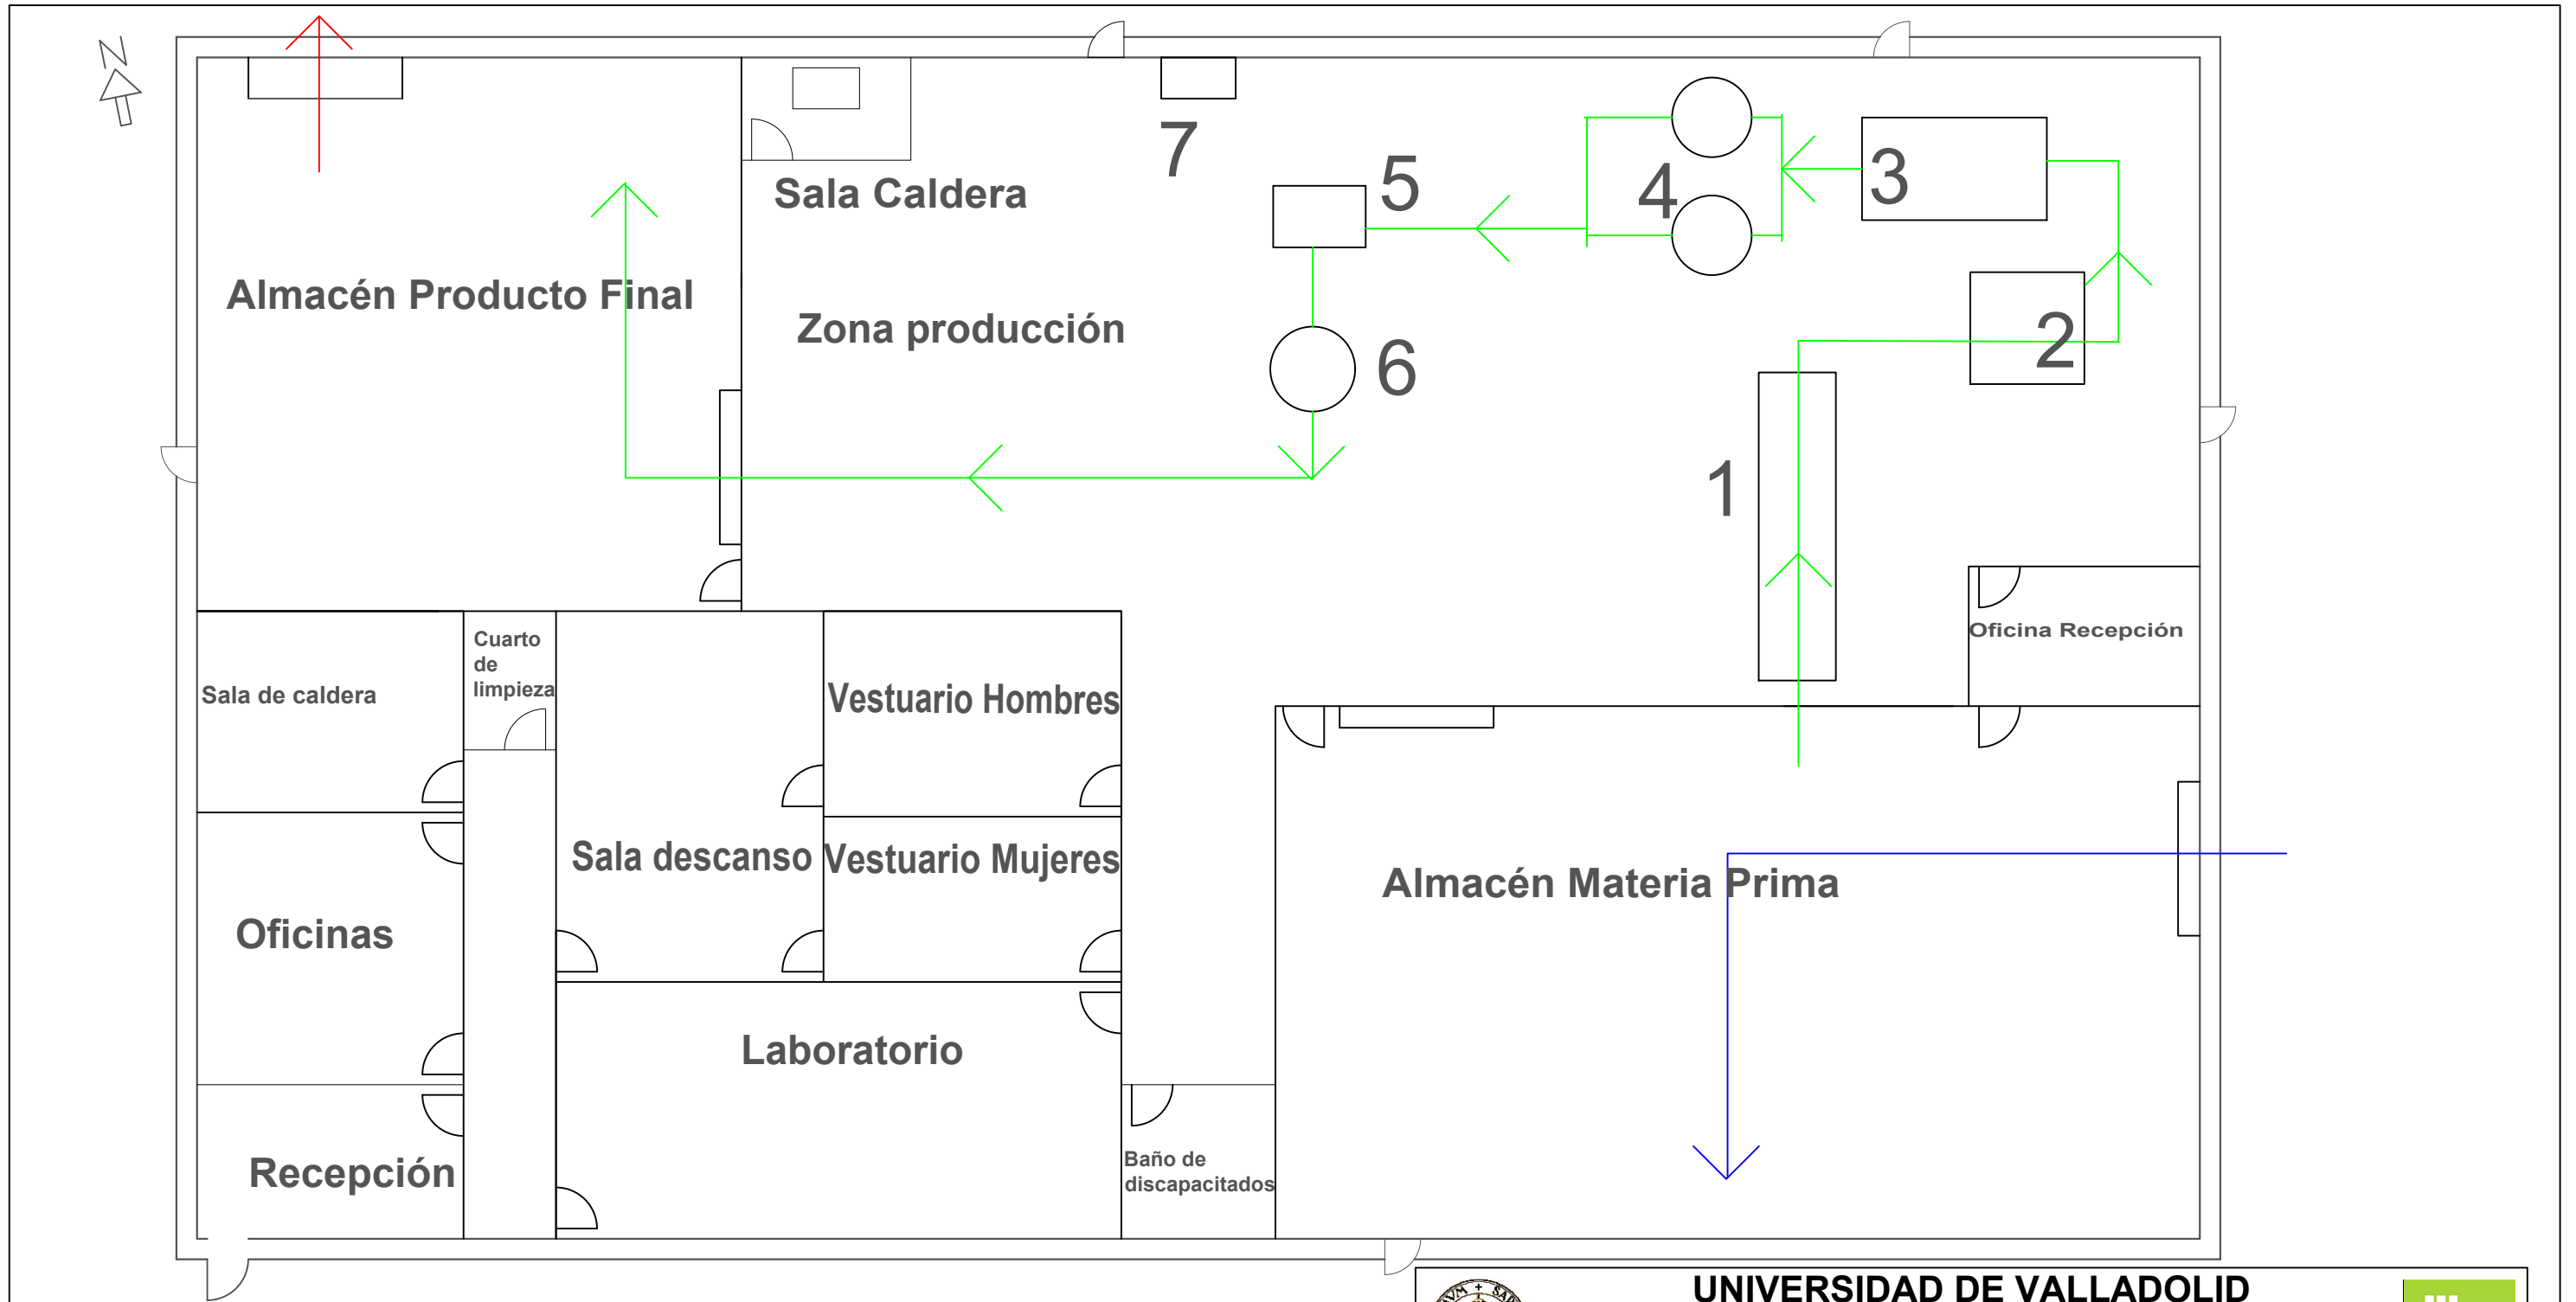 N
7
5
4
3
Sala Caldera
Almacén Producto Final
Zona producción
2
6
1
Oficina Recepción
Cuarto
de
limpieza
Sala de caldera
Vestuario Hombres
Sala descanso
Vestuario Mujeres
Almacén Materia Prima
Oficinas
Laboratorio
Recepción
Baño de
discapacitados
UNIVERSIDAD DE VALLADOLID